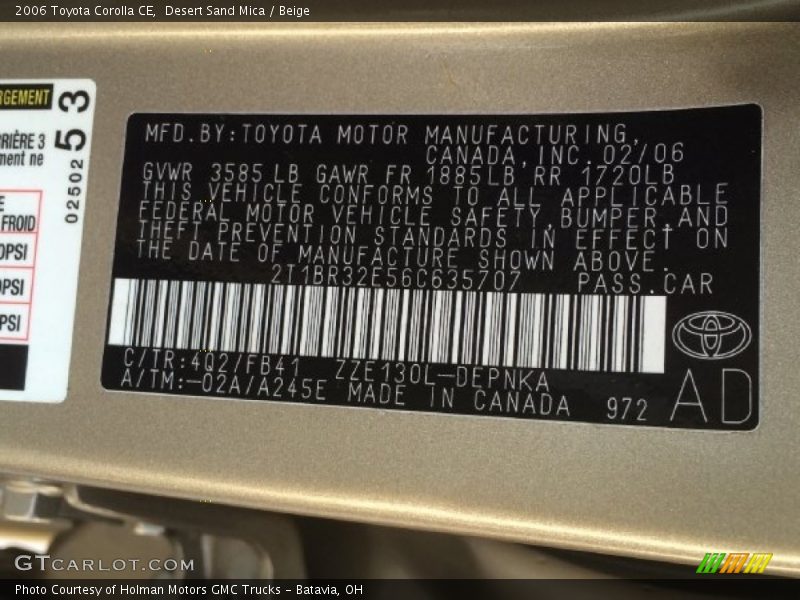 2006 Toyota Corolla CE, Desert Sand Mica / Beige
RGEMENT
RIÈRE 3
ment ne
02502 53
E
FROID
0PSI
0PSI
PSI
MFD.BY:TOYOTA MOTOR MANUFACTURING,
CANADA,INC.02/06
GVWR 3585 LB GAWR FR 1885LB RR 1720LB
THIS VEHICLE CONFORMS TO ALL APPLICABLE
FEDERAL MOTOR VEHICLE SAFETY,BUMPER,AND
THEFT PREVENTION STANDARDS IN EFFECT ON
THE DATE OF MANUFACTURE SHOWN ABOVE.
2T1BR32E56C635707 PASS.CAR
C/TR:4Q2/FB41 ZZE130L-DEPNKA
A/TM:-02A/A245E MADE IN CANADA 972 AD
GTCARLOT.COM
Photo Courtesy of Holman Motors GMC Trucks - Batavia, OH